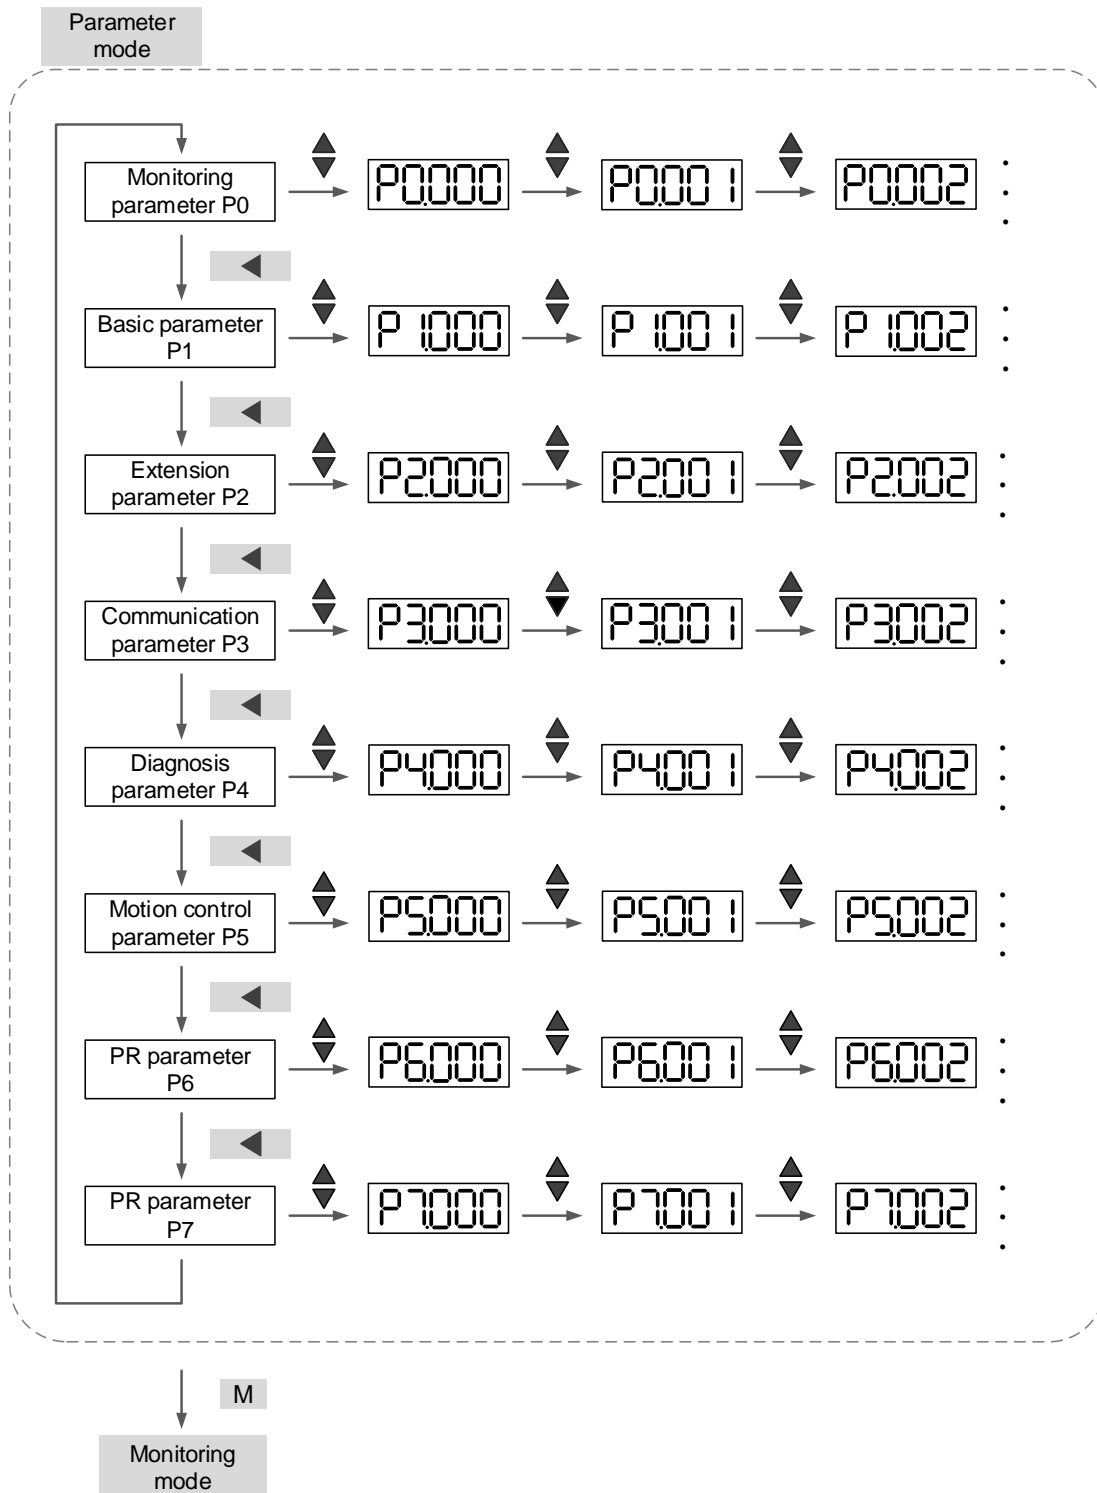 Parameter
mode
Monitoring
parameter P0
P0.000 P0.001 P0.002
Basic parameter
P1
P1.000 P1.001 P1.002
Extension
parameter P2
P2.000 P2.001 P2.002
Communication
parameter P3
P3.000 P3.001 P3.002
Diagnosis
parameter P4
P4.000 P4.001 P4.002
Motion control
parameter P5
P5.000 P5.001 P5.002
PR parameter
P6
P6.000 P6.001 P6.002
PR parameter
P7
P7.000 P7.001 P7.002
M
Monitoring
mode